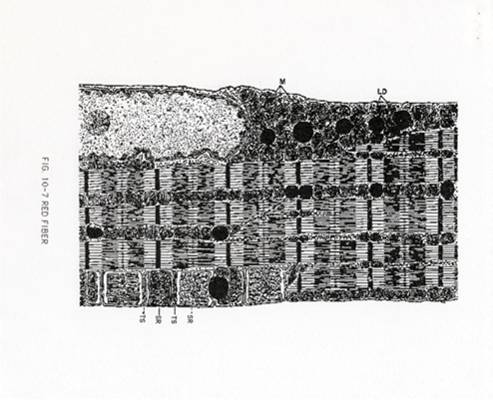 M
LD
FIG. 10-7 RED FIBER
TS
SR
TS
SR